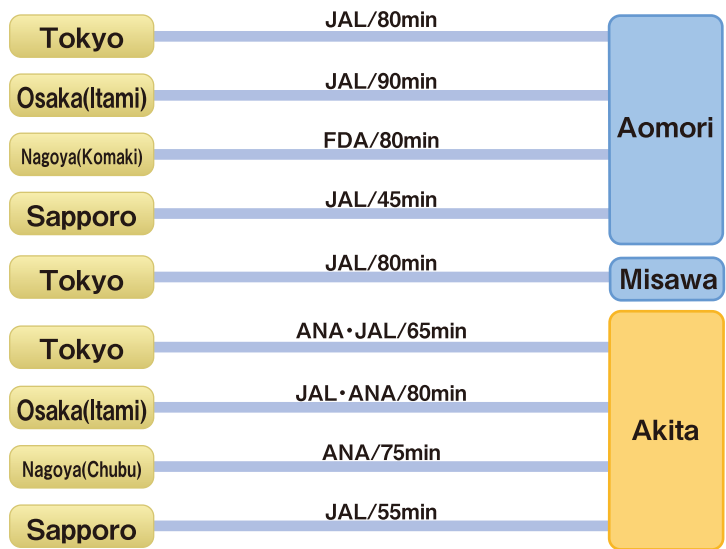 Tokyo
JAL/80min
Osaka(Itami)
JAL/90min
Nagoya(Komaki)
FDA/80min
Sapporo
JAL/45min
Aomori
Tokyo
JAL/80min
Misawa
Tokyo
ANA・JAL/65min
Osaka(Itami)
JAL・ANA/80min
Nagoya(Chubu)
ANA/75min
Sapporo
JAL/55min
Akita